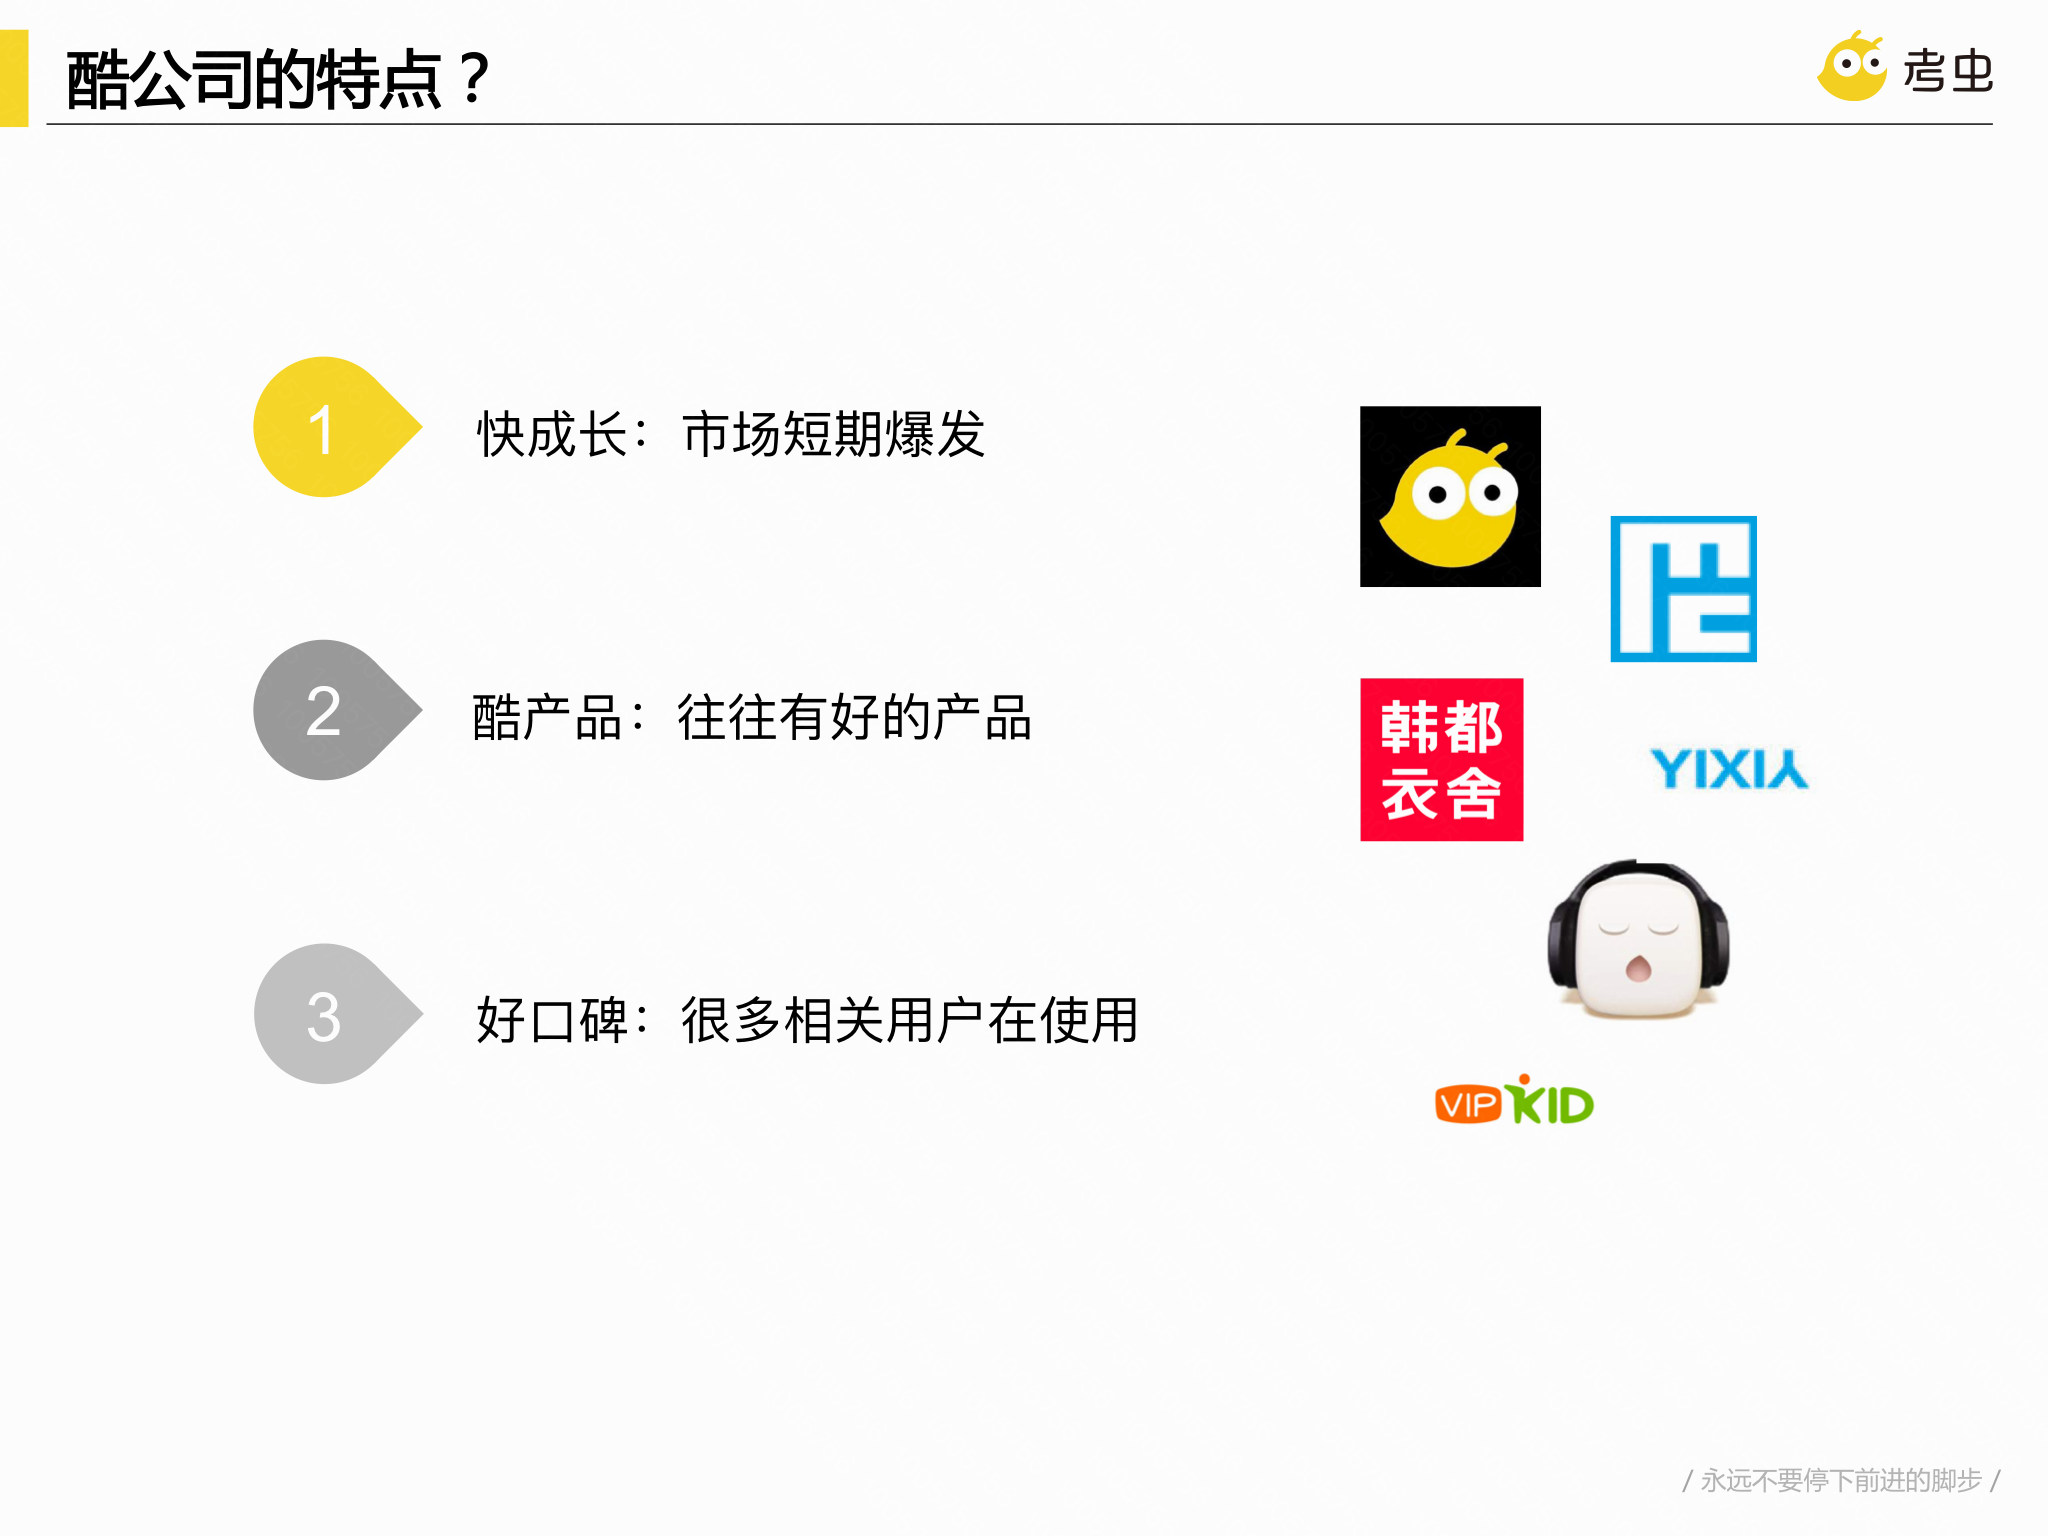 酷公司的特点？
考虫
1
快成长：市场短期爆发
2
酷产品：往往有好的产品
韩都
衣舍
YIXIA
3
好口碑：很多相关用户在使用
VIPKID
/ 永远不要停下前进的脚步 /